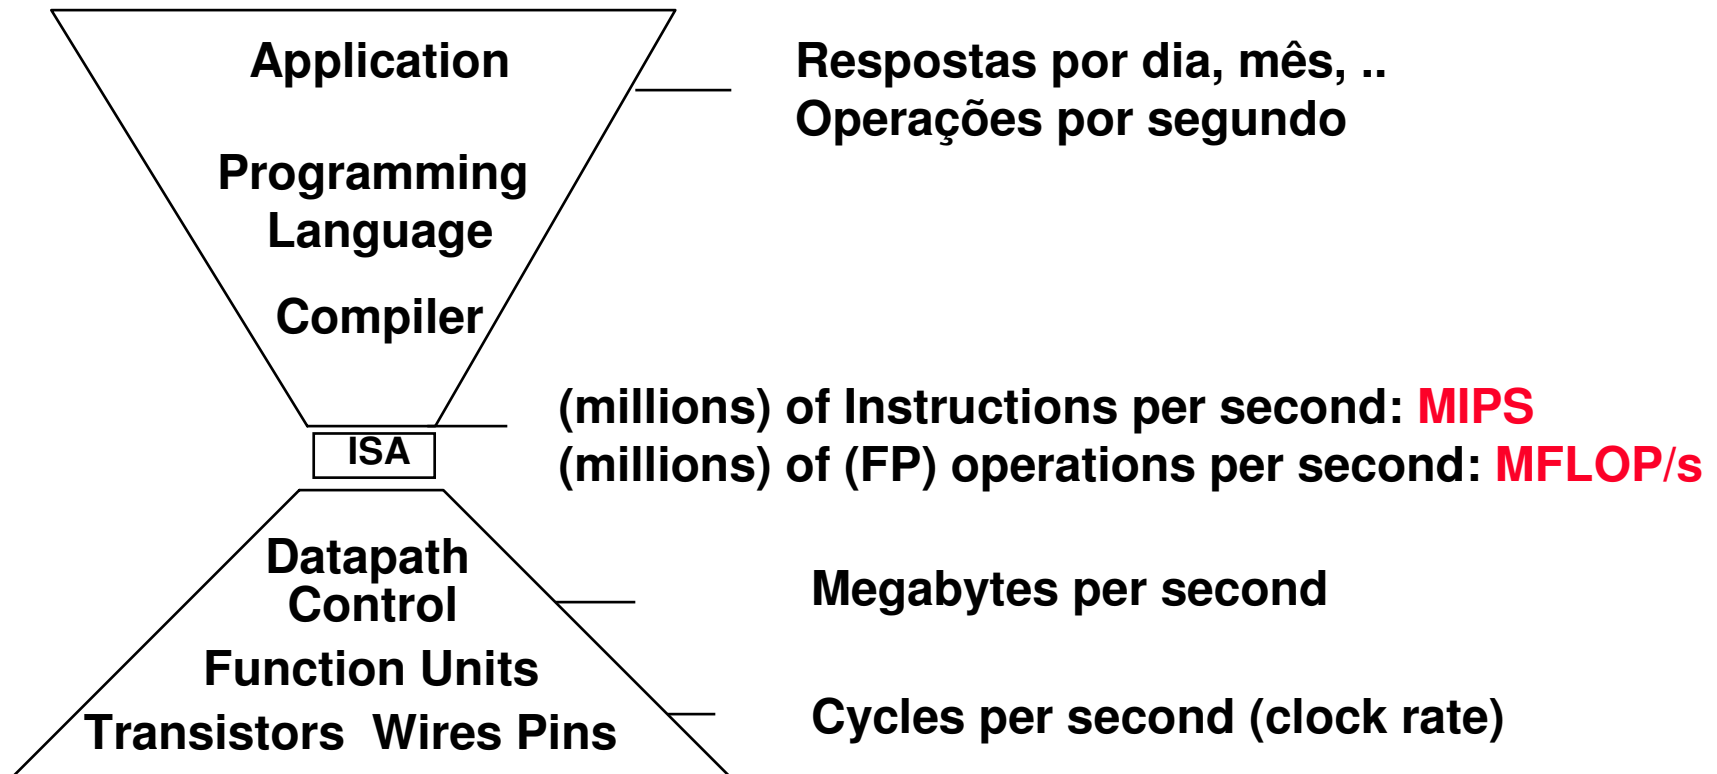 Application
Respostas por dia, mês, ..
Operações por segundo
Programming
Language
Compiler
(millions) of Instructions per second: MIPS
ISA
(millions) of (FP) operations per second: MFLOP/s
Datapath
Control
Megabytes per second
Function Units
Transistors Wires Pins
Cycles per second (clock rate)